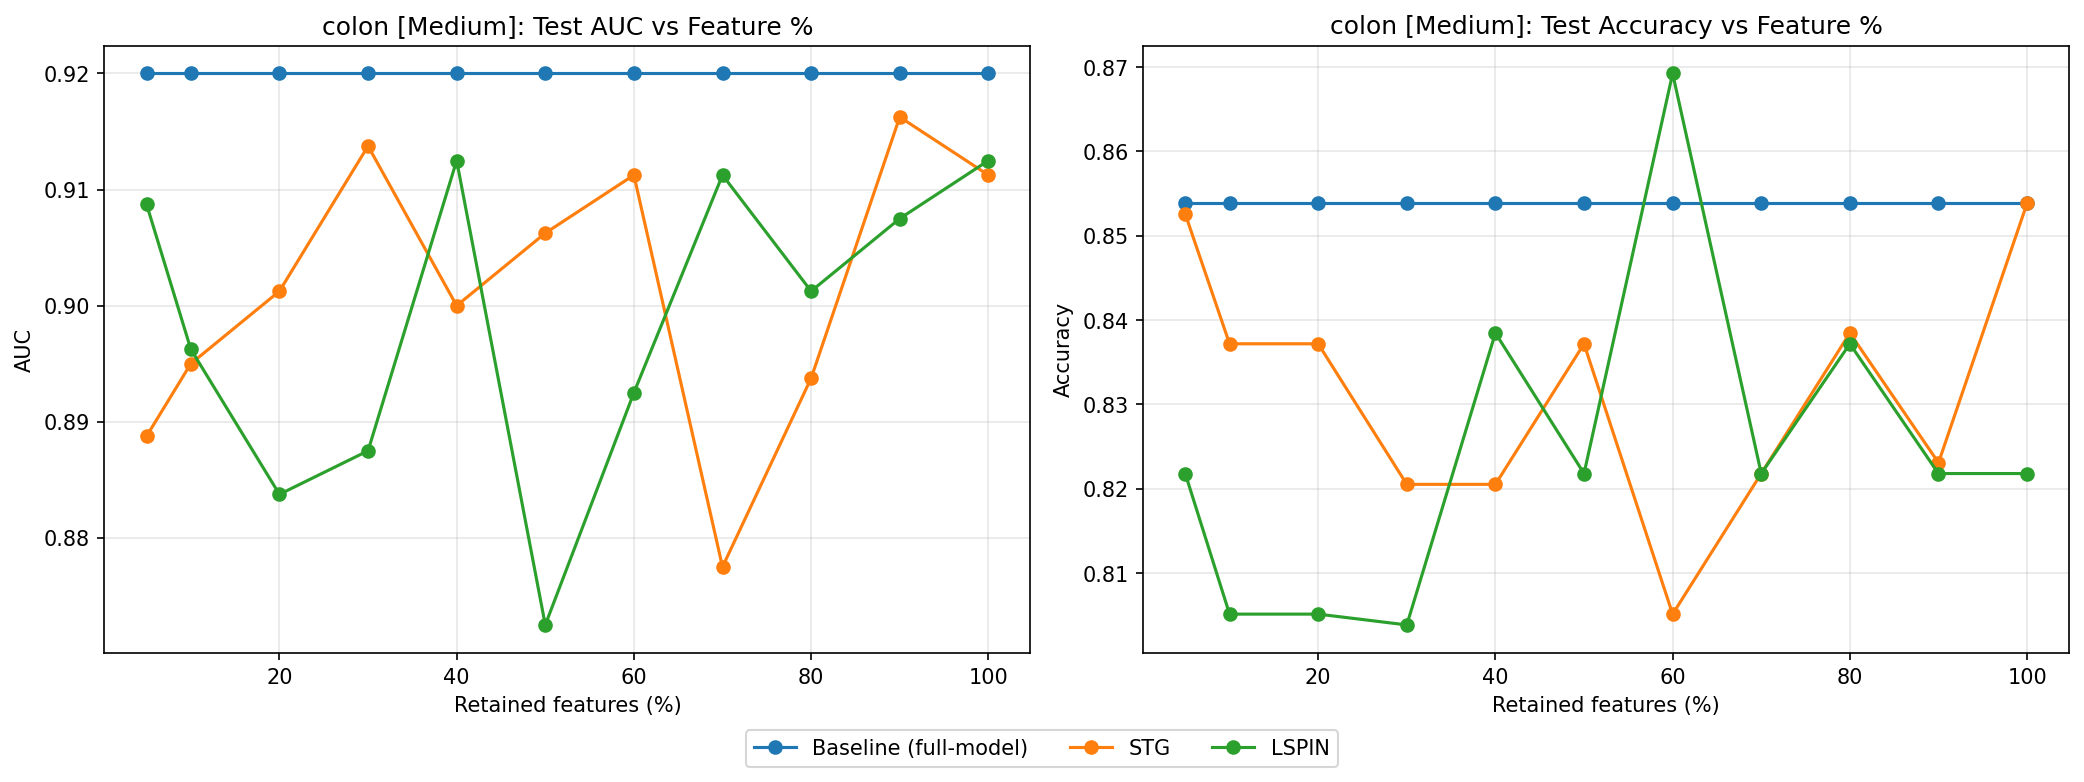 colon [Medium]: Test AUC vs Feature %
0.92
0.91
0.90
0.89
0.88
AUC
20
40
60
80
100
Retained features (%)
colon [Medium]: Test Accuracy vs Feature %
0.87
0.86
0.85
0.84
0.83
0.82
0.81
Accuracy
20
40
60
80
100
Retained features (%)
Baseline (full-model)
STG
LSPIN